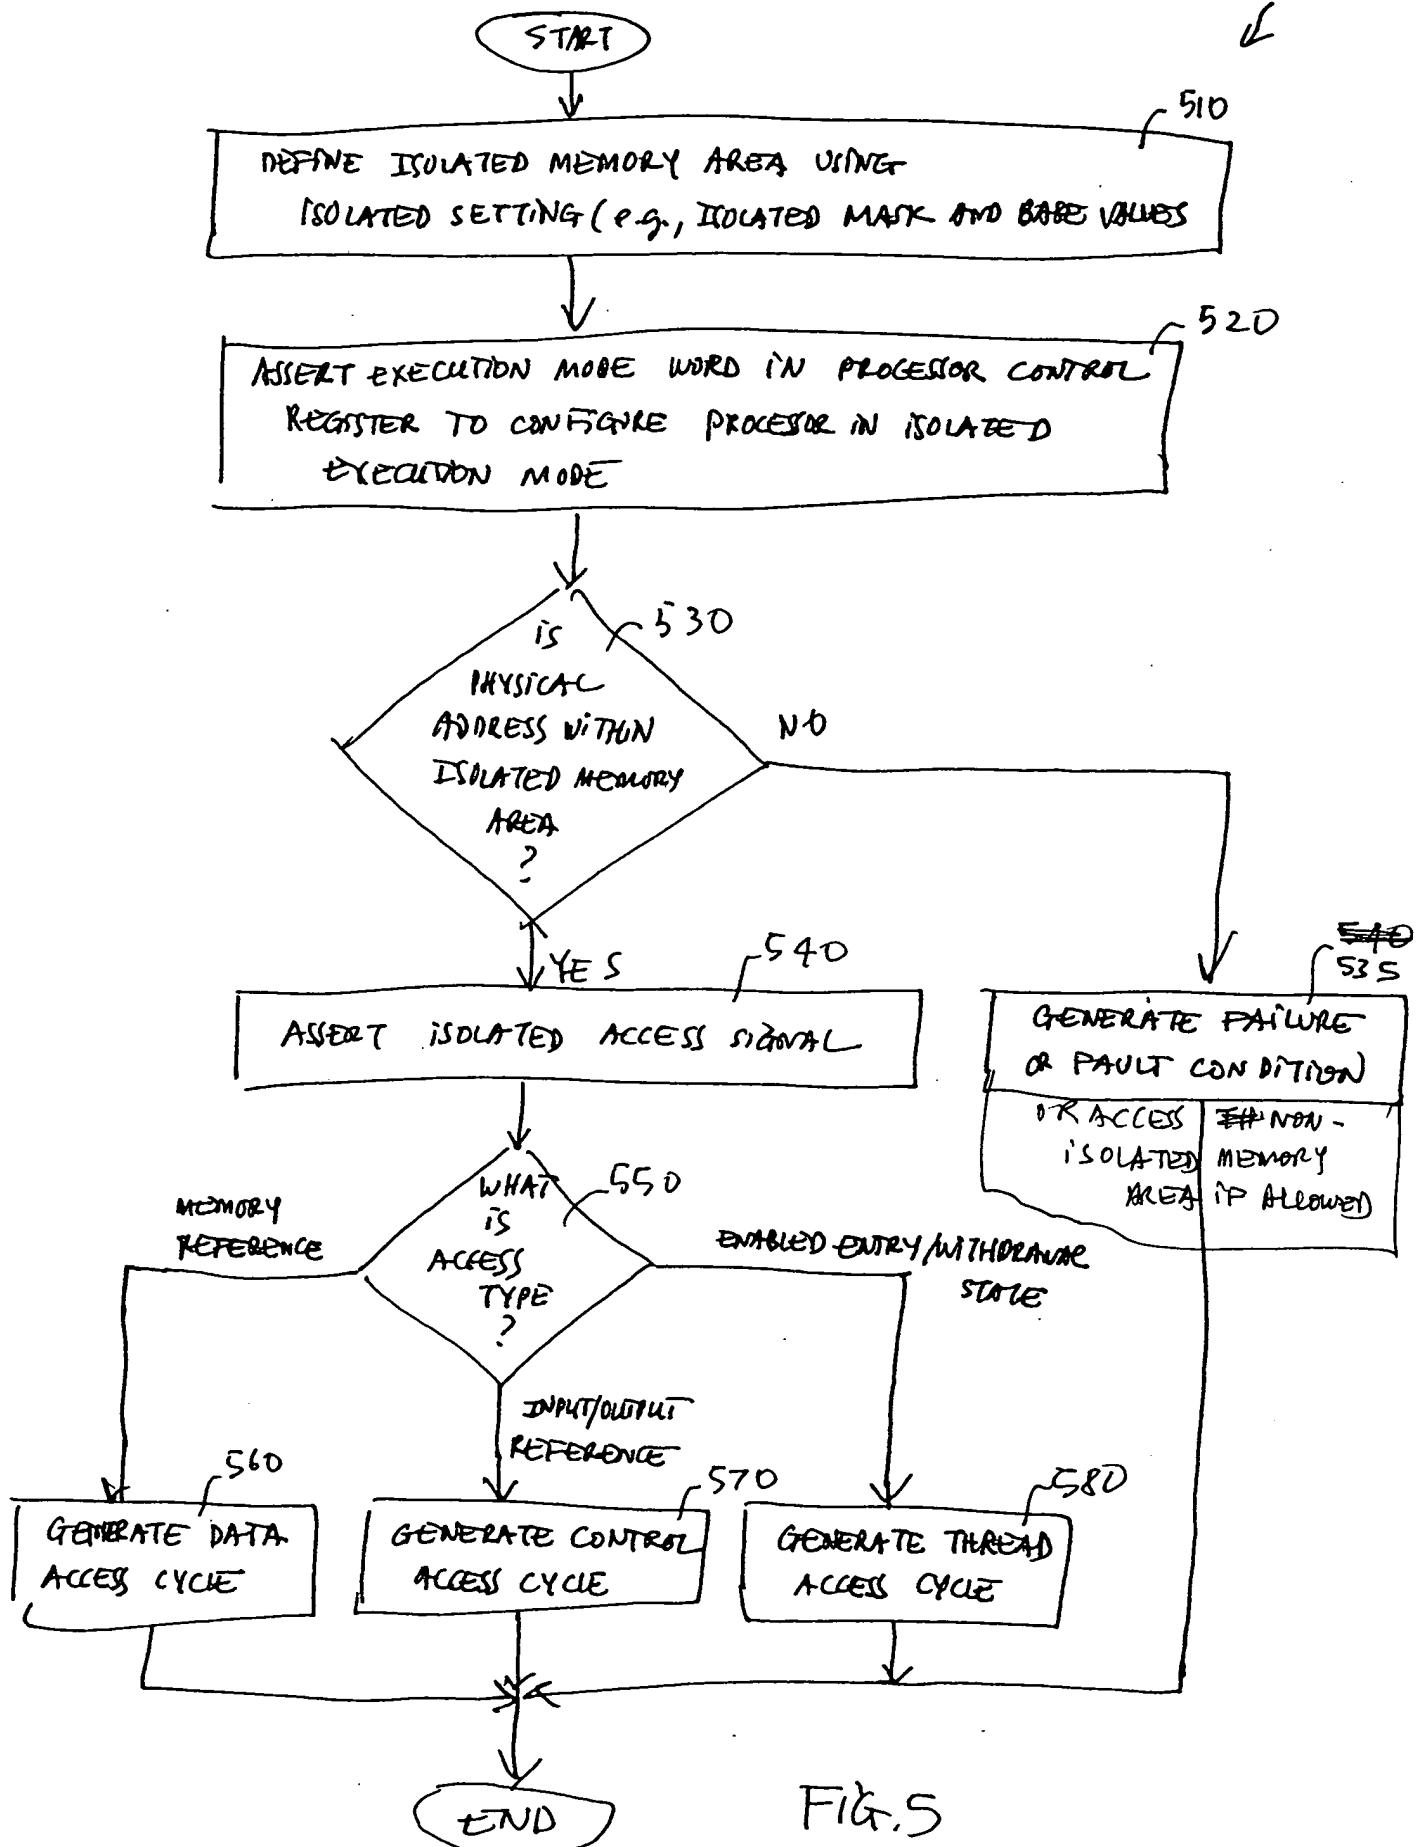 START
510
DEFINE ISOLATED MEMORY AREA USING
ISOLATED SETTING (e.g., ISOLATED MASK AND BASE VALUES
520
ASSERT EXECUTION MODE WORD IN PROCESSOR CONTROL
REGISTER TO CONFIGURE PROCESOR IN ISOLATED
EXECUTION MODE
530
IS
PHYSICAL
ADDRESS WITHIN
ISOLATED MEMORY
AREA
?
NO
YES
540
ASSERT ISOLATED ACCESS SIGNAL
540
535
GENERATE FAILURE
OR FAULT CONDITION
OR ACCESS NON-
ISOLATED MEMORY
AREA IF ALLOWED
550
WHAT
IS
ACCESS
TYPE
?
MEMORY
REFERENCE
ENABLED ENTRY/WITHDRAWAL
STATE
INPUT/OUTPUT
REFERENCE
560
GENERATE DATA
ACCESS CYCLE
570
GENERATE CONTROL
ACCESS CYCLE
580
GENERATE THREAD
ACCESS CYCLE
END
FIG. 5